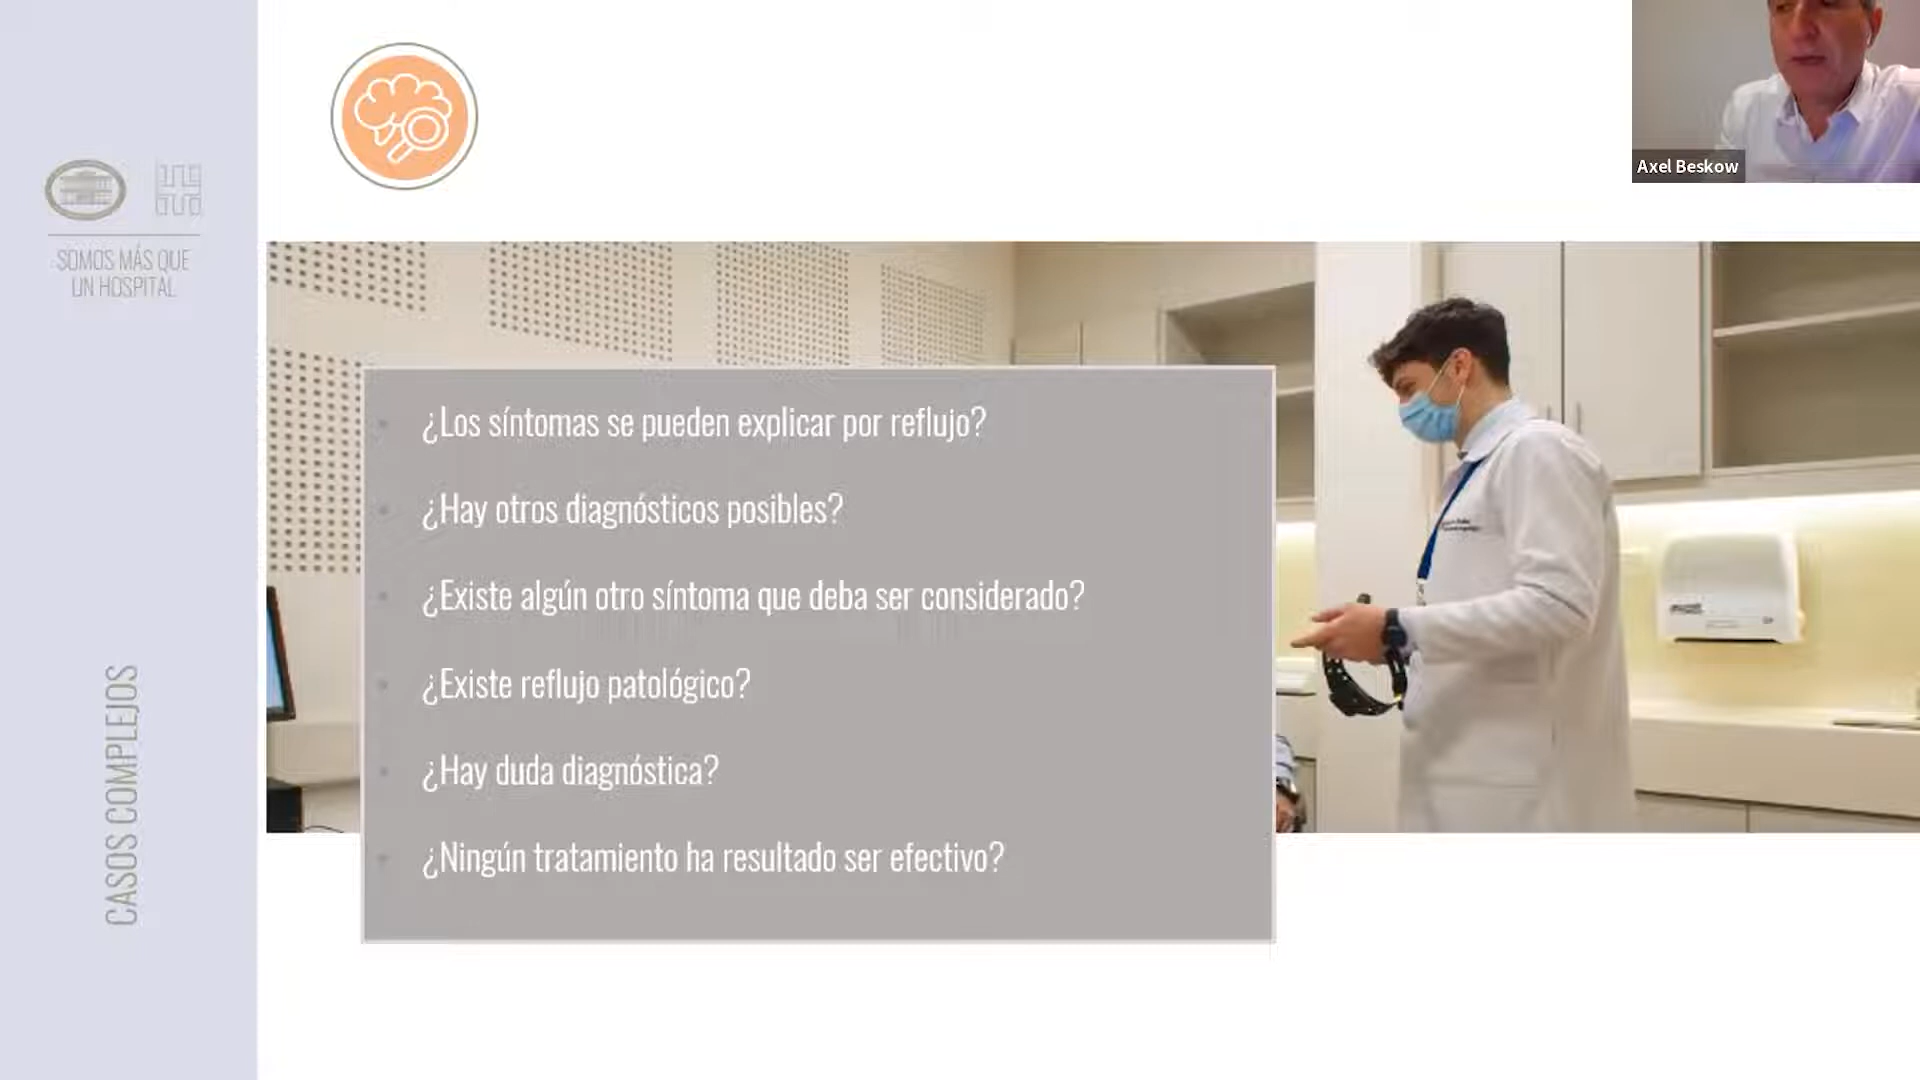 SOMOS MÁS QUE
UN HOSPITAL
CASOS COMPLEJOS
Axel Beskow
¿Los síntomas se pueden explicar por reflujo?
¿Hay otros diagnósticos posibles?
¿Existe algún otro síntoma que deba ser considerado?
¿Existe reflujo patológico?
¿Hay duda diagnóstica?
¿Ningún tratamiento ha resultado ser efectivo?